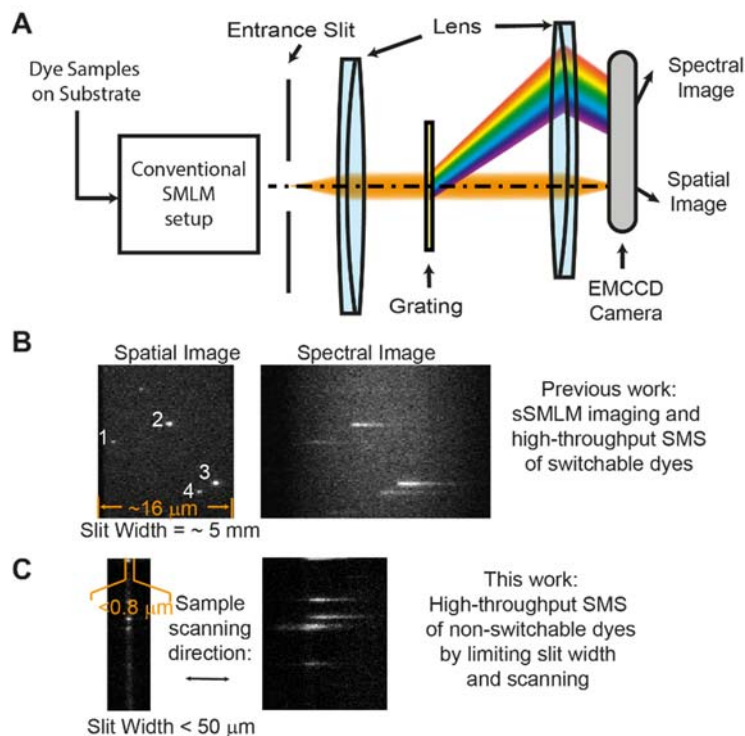 A
Entrance Slit
Lens
Dye Samples
on Substrate
Conventional
SMLM
setup
Spectral
Image
Spatial
Image
Grating
EMCCD
Camera
B
Spatial Image
Spectral Image
1
2
3
4
~16 μm
Slit Width = ~ 5 mm
Previous work:
sSMLM imaging and
high-throughput SMS
of switchable dyes
C
<0.8 μm
Sample
scanning
direction:
Slit Width < 50 μm
This work:
High-throughput SMS
of non-switchable dyes
by limiting slit width
and scanning